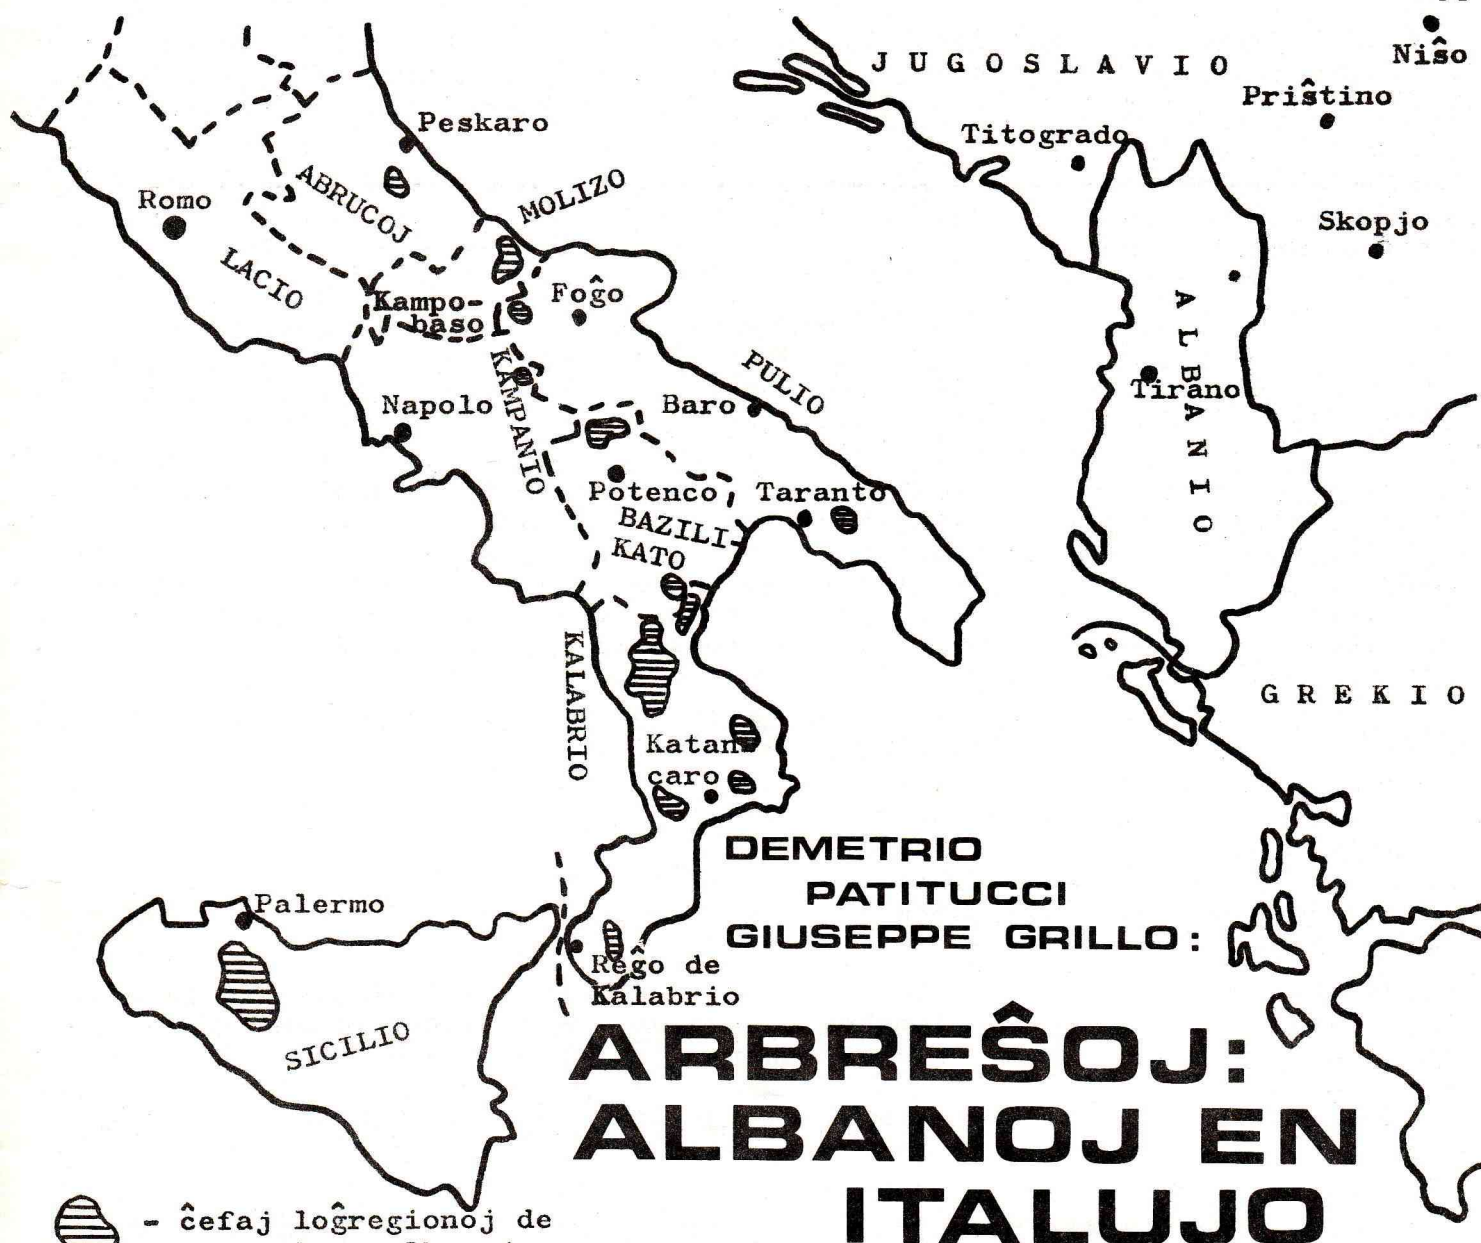 JUGOSLAVIO
Niŝo
Priŝtino
Titogrado
Skopjo
Peskaro
ABRUCOJ
MOLIZO
Romo
LACIO
Kampo-
baso
Foĝo
ALBANIO
Tirano
KAMPANIO
PULIO
Napolo
Baro
Potenco
Taranto
BAZILI-
KATO
KALABRIO
GREKIO
Katan-
caro
DEMETRIO
PATITUCCI
GIUSEPPE GRILLO:
Palermo
Reĝo de
Kalabrio
SICILIO
ARBREŜOJ:
ALBANOJ EN
ITALUJO
- ĉefaj loĝregionoj de